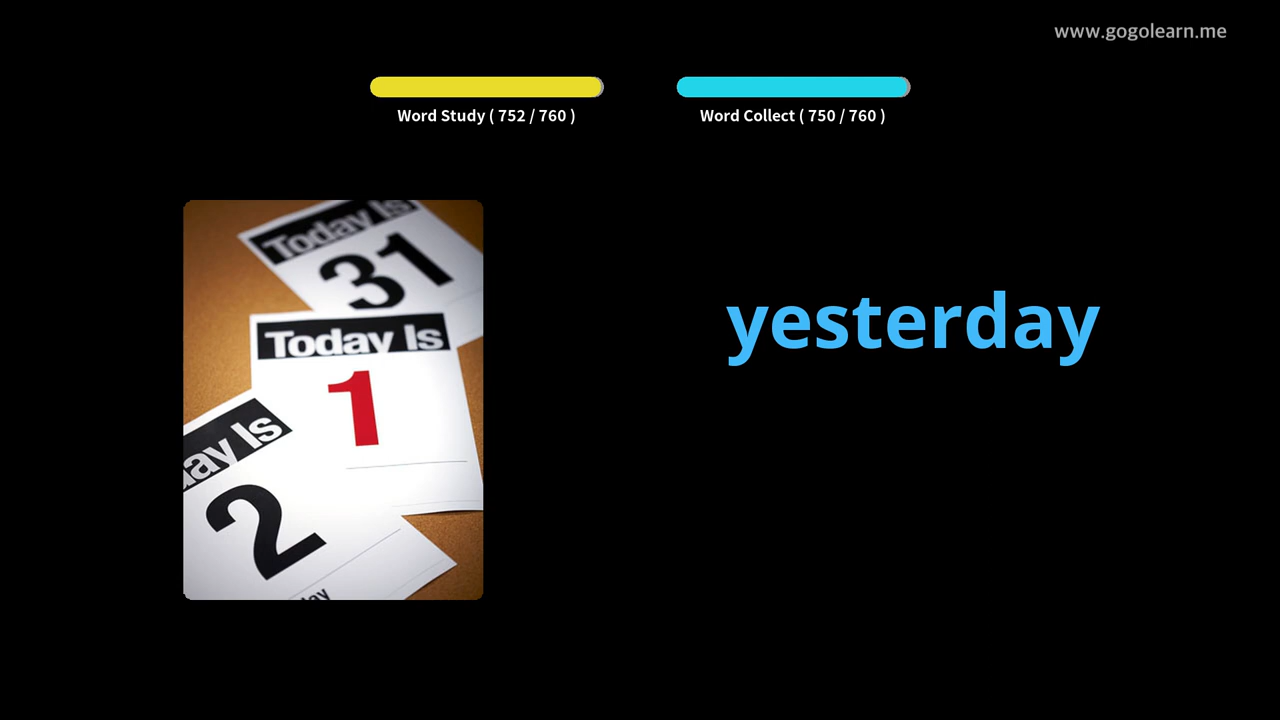 www.gogolearn.me
Word Study ( 752 / 760 )
Word Collect ( 750 / 760 )
Today Is
31
Today Is
1
yesterday
ay Is
2